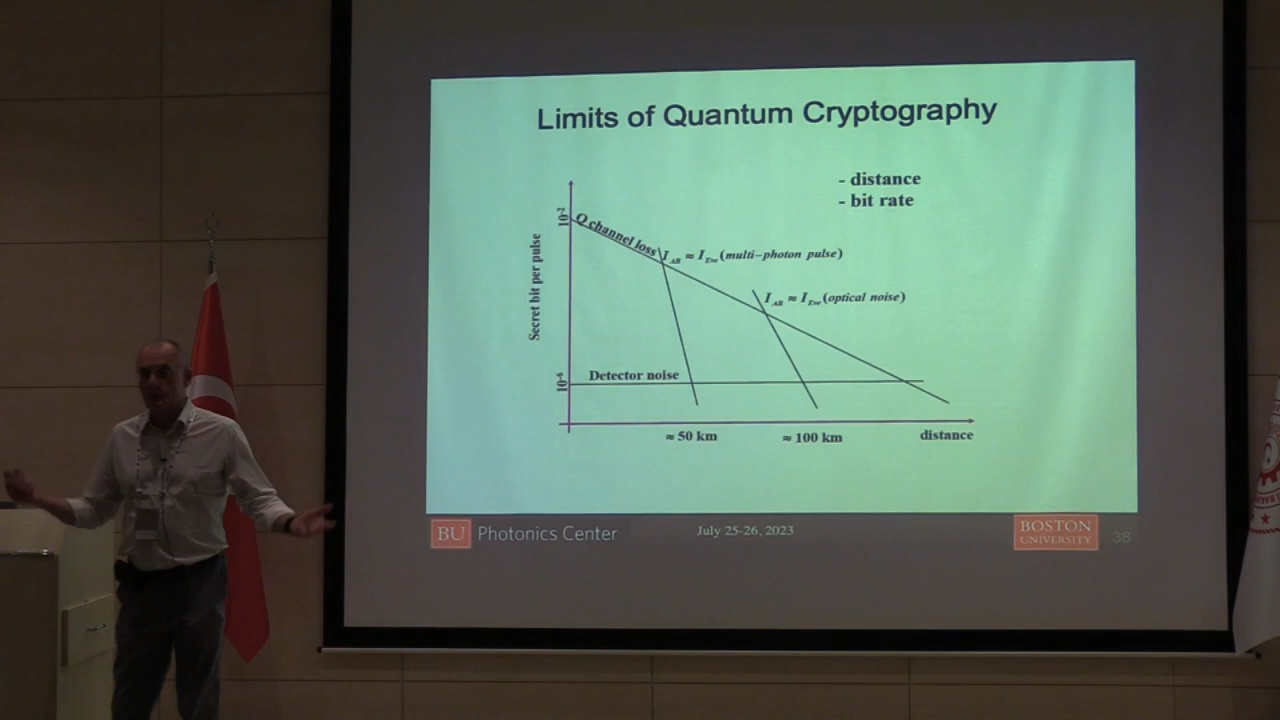 Limits of Quantum Cryptography
- distance
- bit rate
Secret bit per pulse
10⁻²
Q channel loss
I_AB ≈ I_Eve (multi–photon pulse)
I_AB ≈ I_Eve (optical noise)
10⁻⁶
Detector noise
≈ 50 km
≈ 100 km
distance
BU Photonics Center
July 25-26, 2023
BOSTON
UNIVERSITY
38